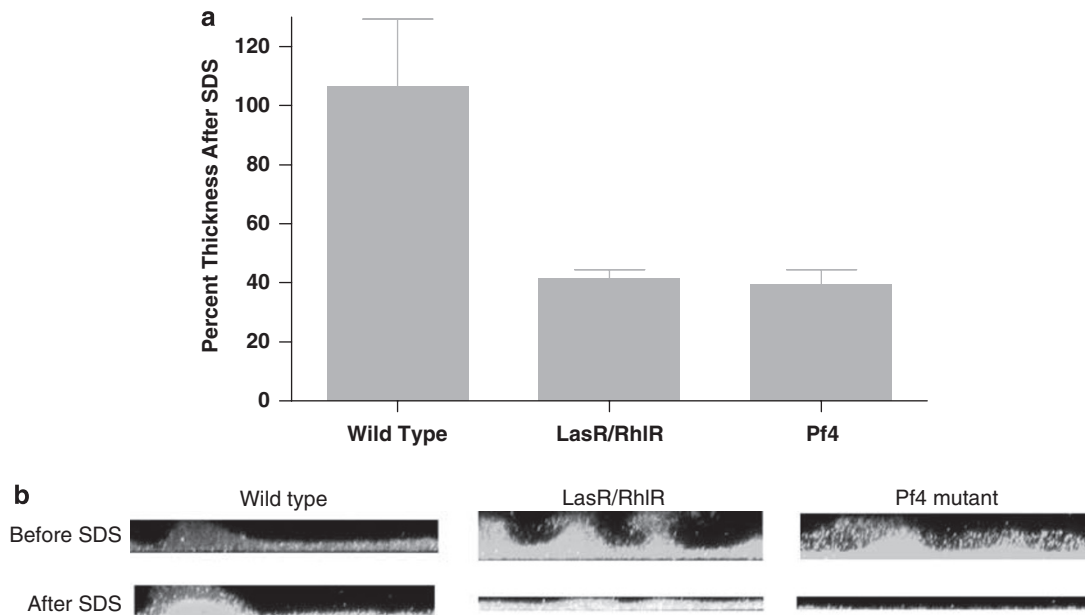 a
Percent Thickness After SDS
120
100
80
60
40
20
0
Wild Type LasR/RhlR Pf4
b
Wild type LasR/RhlR Pf4 mutant
Before SDS
After SDS